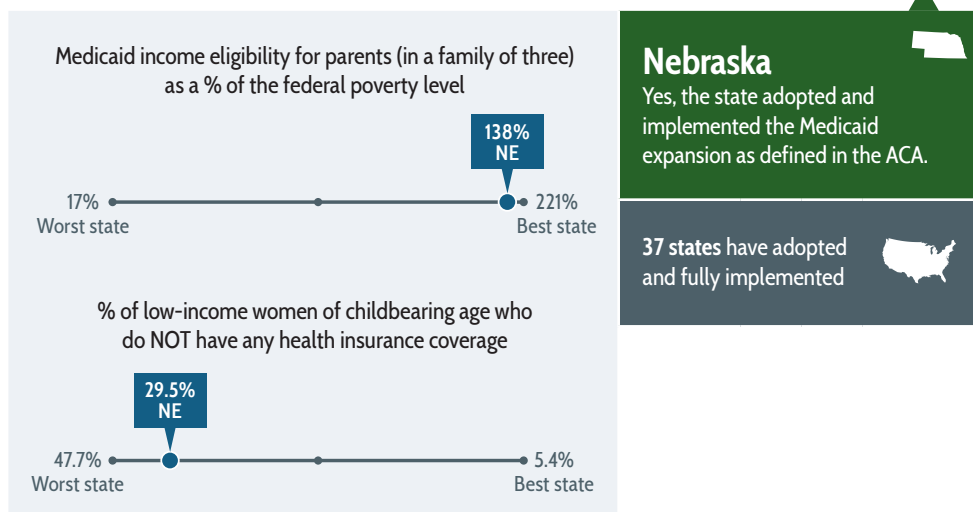 Medicaid income eligibility for parents (in a family of three)
as a % of the federal poverty level
138%
NE
17%
Worst state
221%
Best state
% of low-income women of childbearing age who
do NOT have any health insurance coverage
29.5%
NE
47.7%
Worst state
5.4%
Best state
Nebraska
Yes, the state adopted and
implemented the Medicaid
expansion as defined in the ACA.
37 states have adopted
and fully implemented